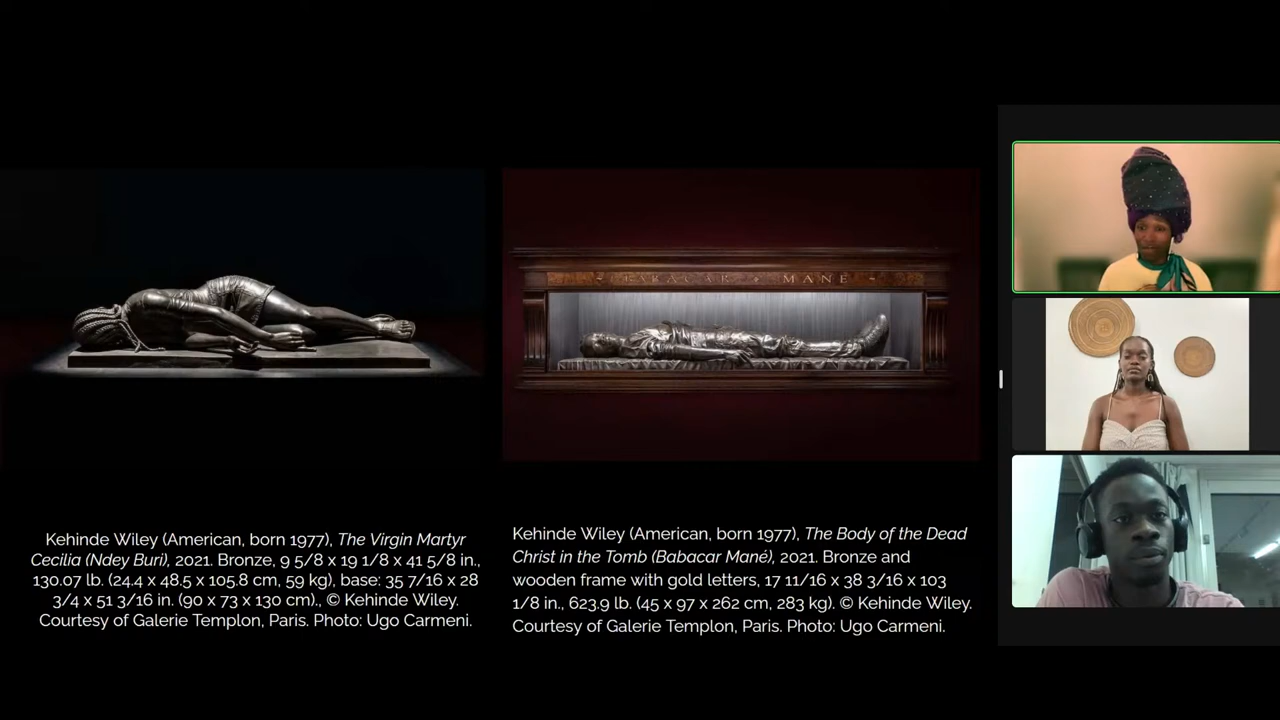 BABACAR MANÉ
Kehinde Wiley (American, born 1977), The Virgin Martyr
Cecilia (Ndey Buri), 2021. Bronze, 9 5/8 x 19 1/8 x 41 5/8 in.,
130.07 lb. (24.4 x 48.5 x 105.8 cm, 59 kg), base: 35 7/16 x 28
3/4 x 51 3/16 in. (90 x 73 x 130 cm)., © Kehinde Wiley.
Courtesy of Galerie Templon, Paris. Photo: Ugo Carmeni.
Kehinde Wiley (American, born 1977), The Body of the Dead
Christ in the Tomb (Babacar Mané), 2021. Bronze and
wooden frame with gold letters, 17 11/16 x 38 3/16 x 103
1/8 in., 623.9 lb. (45 x 97 x 262 cm, 283 kg). © Kehinde Wiley.
Courtesy of Galerie Templon, Paris. Photo: Ugo Carmeni.